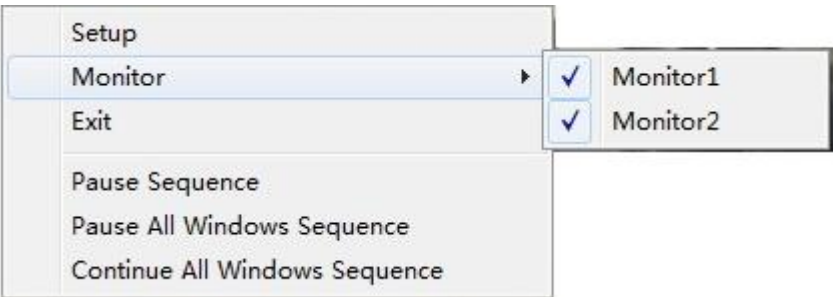 Setup
Monitor
Monitor1
Monitor2
Exit
Pause Sequence
Pause All Windows Sequence
Continue All Windows Sequence